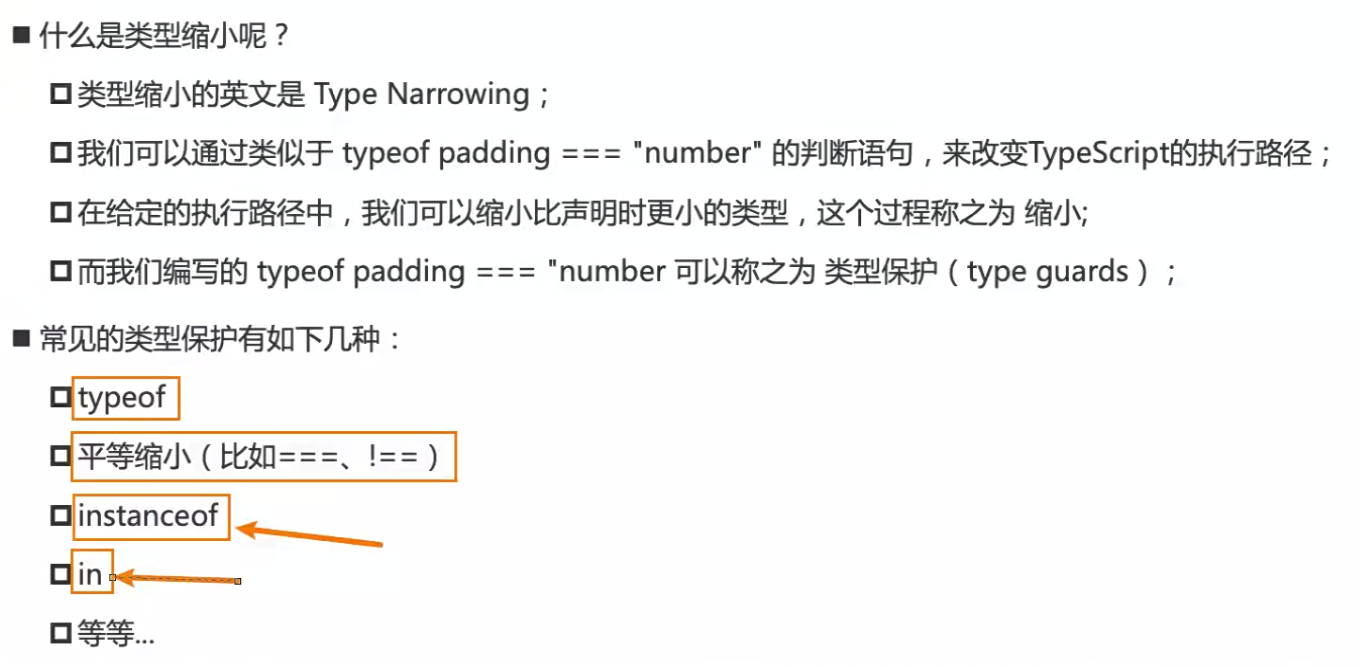 什么是类型缩小呢？
类型缩小的英文是 Type Narrowing；
我们可以通过类似于 typeof padding === "number" 的判断语句，来改变TypeScript的执行路径；
在给定的执行路径中，我们可以缩小比声明时更小的类型，这个过程称之为 缩小;
而我们编写的 typeof padding === "number 可以称之为 类型保护（type guards）；
常见的类型保护有如下几种：
typeof
平等缩小（比如===、!==）
instanceof
in
等等...